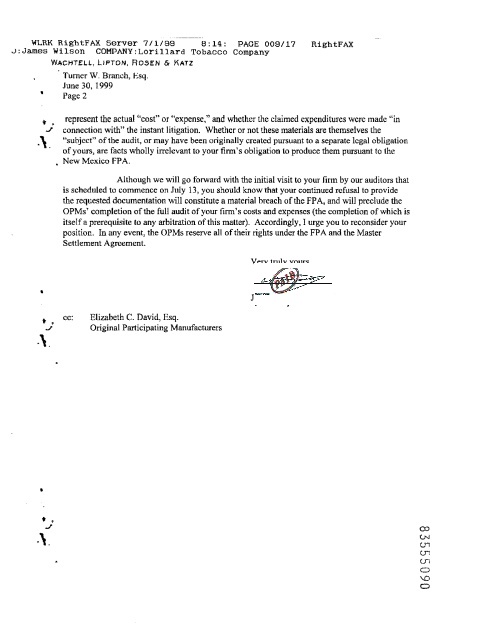 WLRK RightFAX Server 7/1/99 8:14: PAGE 009/17 RightFAX
J:James Wilson COMPANY:Lorillard Tobacco Company
WACHTELL, LIPTON, ROSEN & KATZ
Turner W. Branch, Esq.
June 30, 1999
Page 2
represent the actual "cost" or "expense," and whether the claimed expenditures were made "in
connection with" the instant litigation. Whether or not these materials are themselves the
"subject" of the audit, or may have been originally created pursuant to a separate legal obligation
of yours, are facts wholly irrelevant to your firm's obligation to produce them pursuant to the
New Mexico FPA.
Although we will go forward with the initial visit to your firm by our auditors that
is scheduled to commence on July 13, you should know that your continued refusal to provide
the requested documentation will constitute a material breach of the FPA, and will preclude the
OPMs' completion of the full audit of your firm's costs and expenses (the completion of which is
itself a prerequisite to any arbitration of this matter). Accordingly, I urge you to reconsider your
position. In any event, the OPMs reserve all of their rights under the FPA and the Master
Settlement Agreement.
Very truly yours
cc: Elizabeth C. David, Esq.
Original Participating Manufacturers
83555090